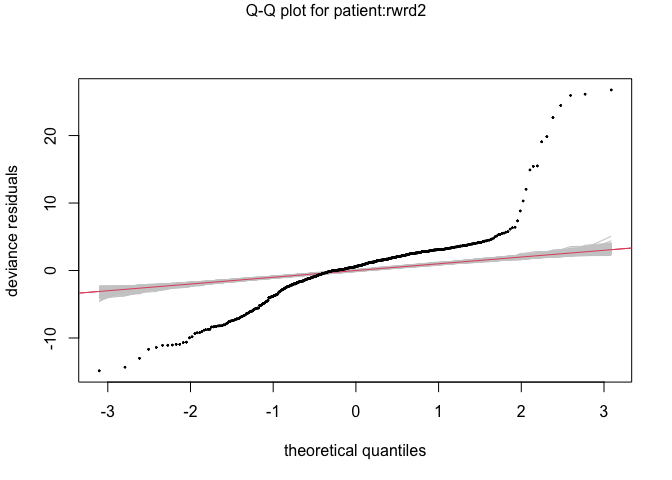 Q-Q plot for patient:rwrd2
deviance residuals
20
10
0
-10
-3 -2 -1 0 1 2 3
theoretical quantiles